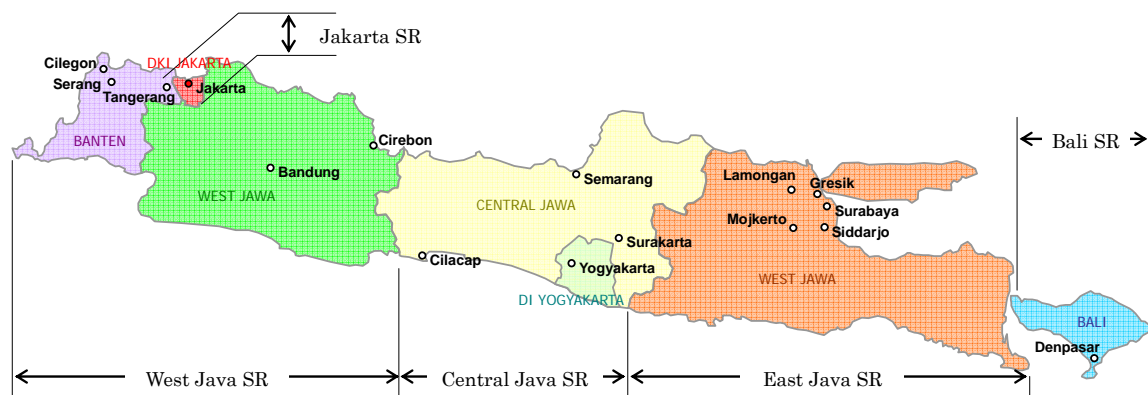 Jakarta SR
DKI JAKARTA
Cilegon
Serang
Tangerang
Jakarta
BANTEN
Cirebon
Bandung
WEST JAWA
Semarang
CENTRAL JAWA
Surakarta
Cilacap
Yogyakarta
DI YOGYAKARTA
Lamongan
Gresik
Surabaya
Mojkerto
Siddarjo
WEST JAWA
Bali SR
BALI
Denpasar
West Java SR
Central Java SR
East Java SR